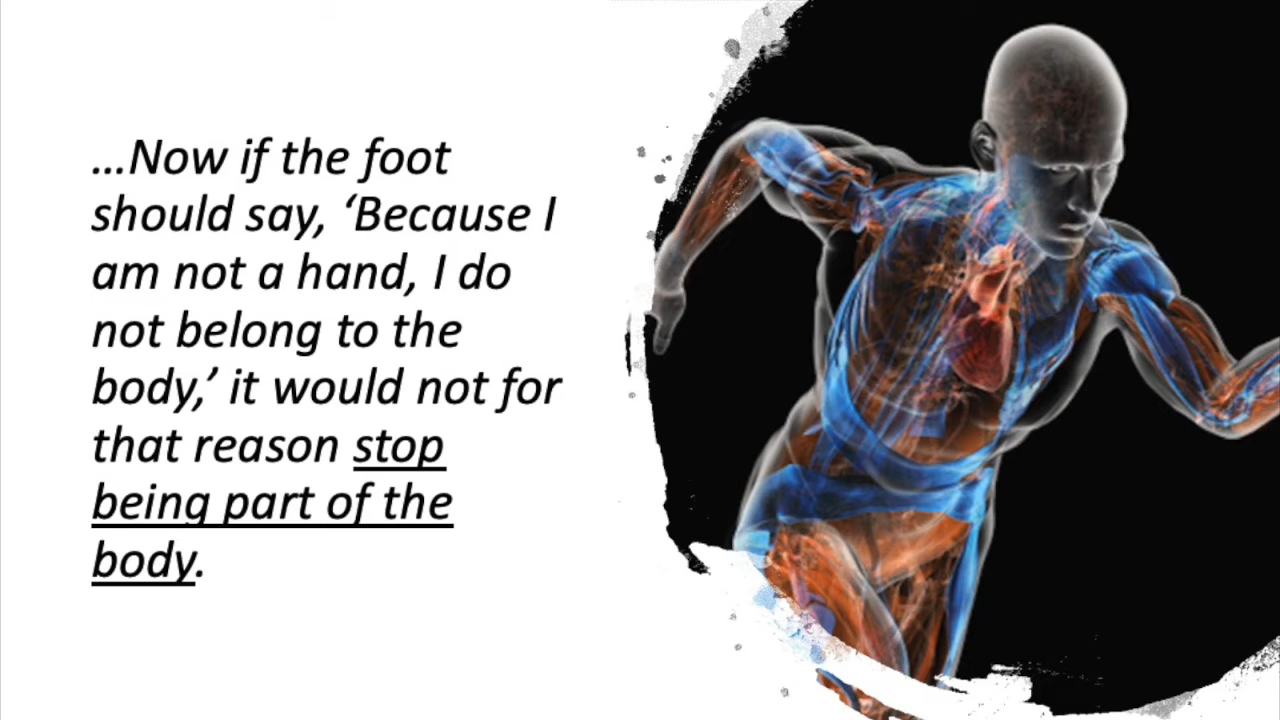 …Now if the foot
should say, ‘Because I
am not a hand, I do
not belong to the
body,’ it would not for
that reason stop
being part of the
body.